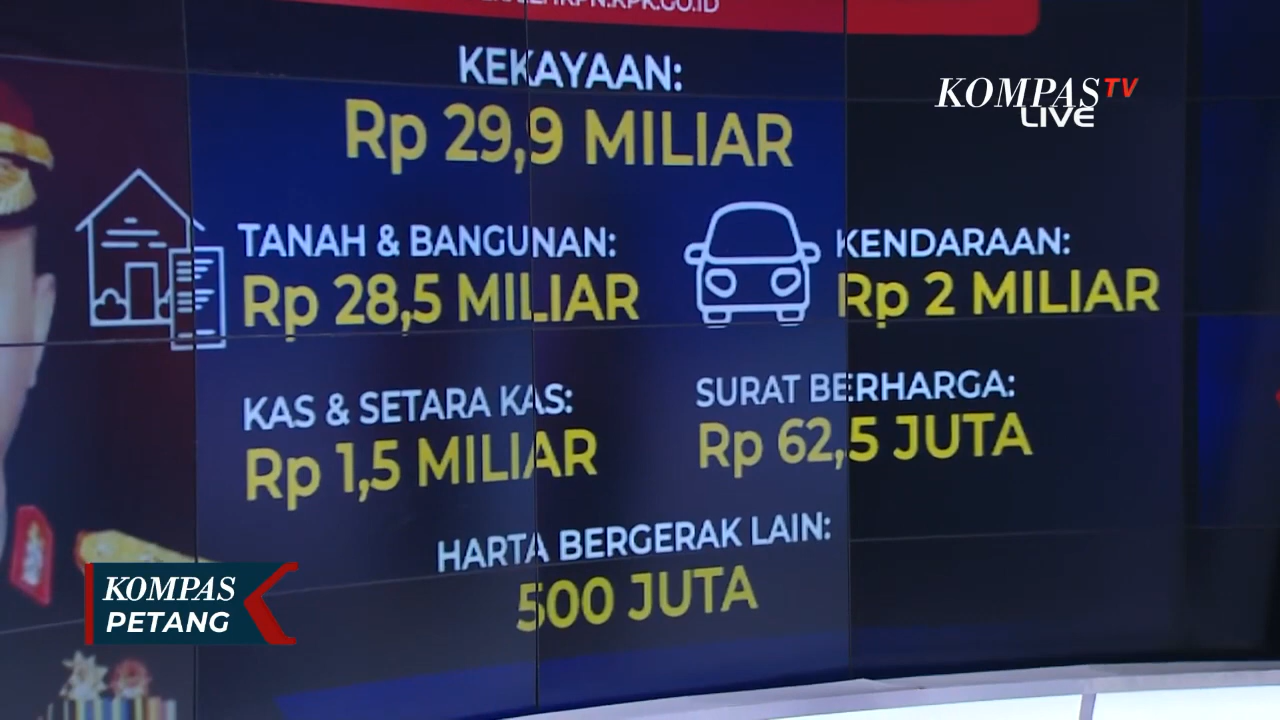 KEKAYAAN:
Rp 29,9 MILIAR
KOMPAS TV
LIVE
TANAH & BANGUNAN:
Rp 28,5 MILIAR
KENDARAAN:
Rp 2 MILIAR
KAS & SETARA KAS:
Rp 1,5 MILIAR
SURAT BERHARGA:
Rp 62,5 JUTA
HARTA BERGERAK LAIN:
500 JUTA
KOMPAS
PETANG